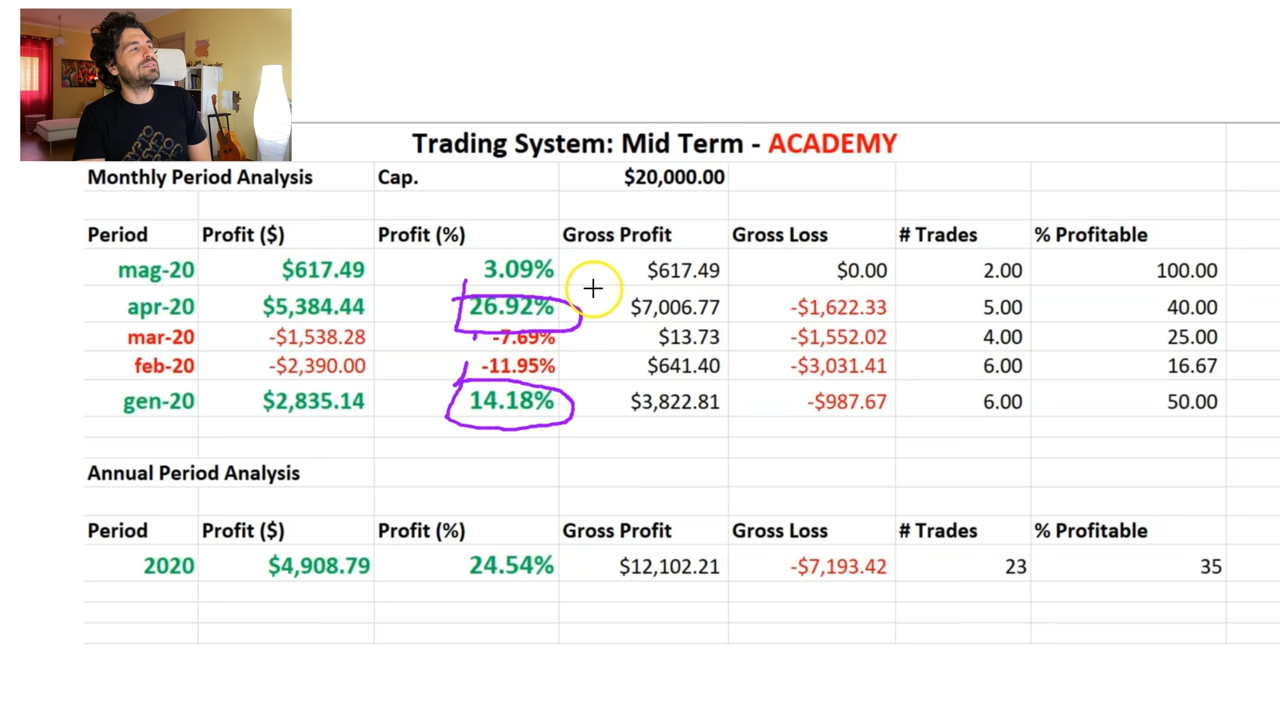 Trading System: Mid Term - ACADEMY
Monthly Period Analysis Cap. $20,000.00
Period Profit ($) Profit (%) Gross Profit Gross Loss # Trades % Profitable
mag-20 $617.49 3.09% $617.49 $0.00 2.00 100.00
apr-20 $5,384.44 26.92% $7,006.77 -$1,622.33 5.00 40.00
mar-20 -$1,538.28 -7.69% $13.73 -$1,552.02 4.00 25.00
feb-20 -$2,390.00 -11.95% $641.40 -$3,031.41 6.00 16.67
gen-20 $2,835.14 14.18% $3,822.81 -$987.67 6.00 50.00
Annual Period Analysis
Period Profit ($) Profit (%) Gross Profit Gross Loss # Trades % Profitable
2020 $4,908.79 24.54% $12,102.21 -$7,193.42 23 35